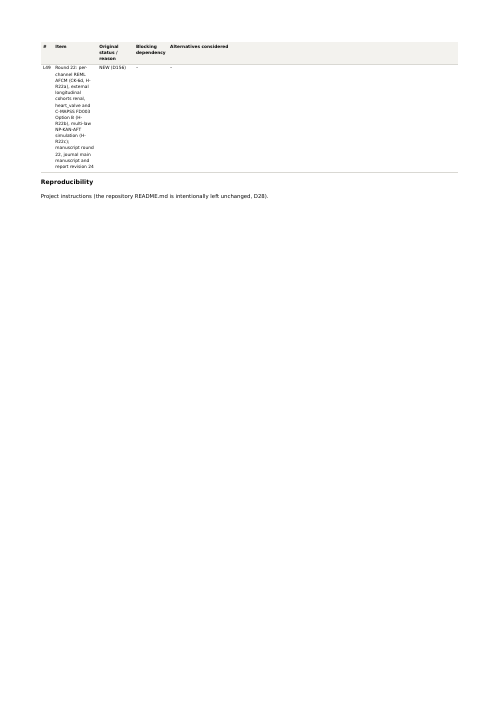 # Item Original Blocking Alternatives considered
status / dependency
reason
L49 Round 22: per- NEW (D156) – –
channel REML
AFCM (CK-6d, H-
R22a), external
longitudinal
cohorts renal,
heart_valve and
C-MAPSS FD003
Option B (H-
R22b), multi-law
NP-KAN-AFT
simulation (H-
R22c);
manuscript round
22, journal main
manuscript and
report revision 24
Reproducibility
Project instructions (the repository README.md is intentionally left unchanged, D28).